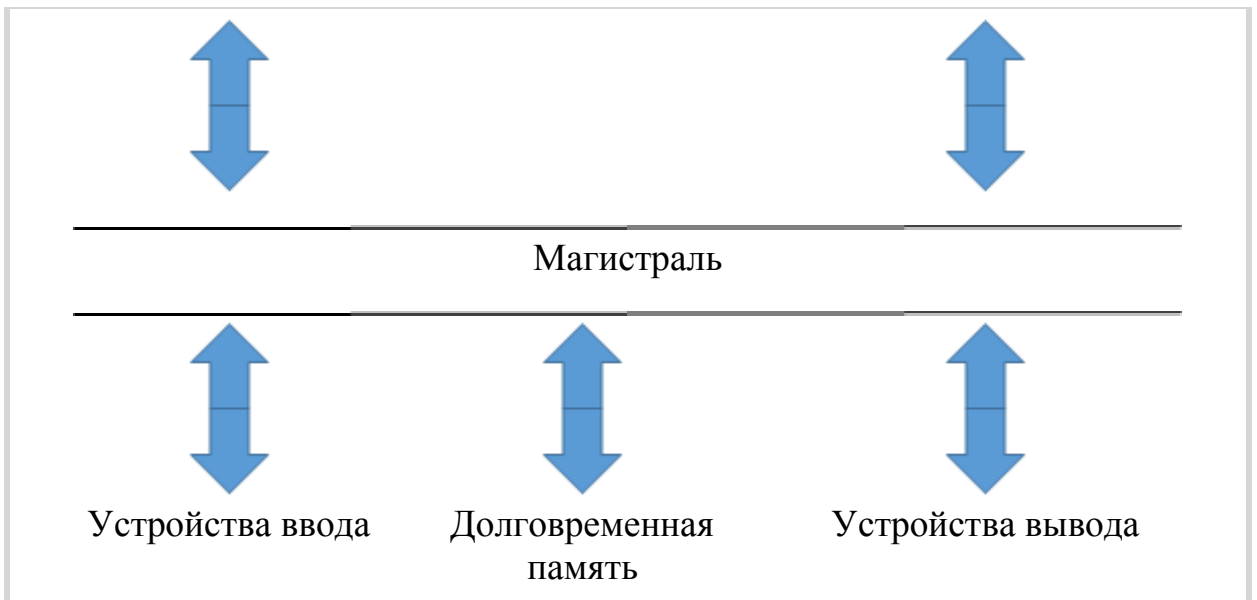 Магистраль
Устройства ввода Долговременная Устройства вывода
память